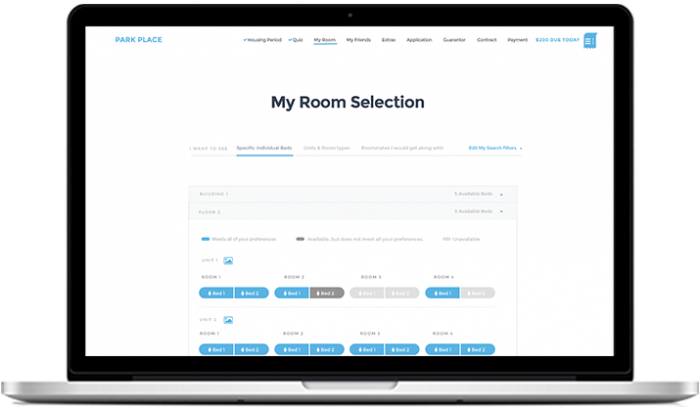 PARK PLACE
Housing Period Quiz My Room My Friends Extras Application Guarantor Contract Payment $200 DUE TODAY
My Room Selection
I WANT TO SEE Specific Individual Beds Units & Room types Roommates I would get along with Edit My Search Filters
BUILDING 1 5 Available Beds
FLOOR 2 5 Available Beds
Meets all of your preferences Available, but does not meet all your preferences. Unavailable
UNIT 1
ROOM 1 ROOM 2 ROOM 3 ROOM 4
Bed 1 Bed 2 Bed 1 Bed 2 Bed 1 Bed 2 Bed 1 Bed 2
UNIT 2
ROOM 1 ROOM 2 ROOM 3 ROOM 4
Bed 1 Bed 2 Bed 1 Bed 2 Bed 1 Bed 2 Bed 1 Bed 2